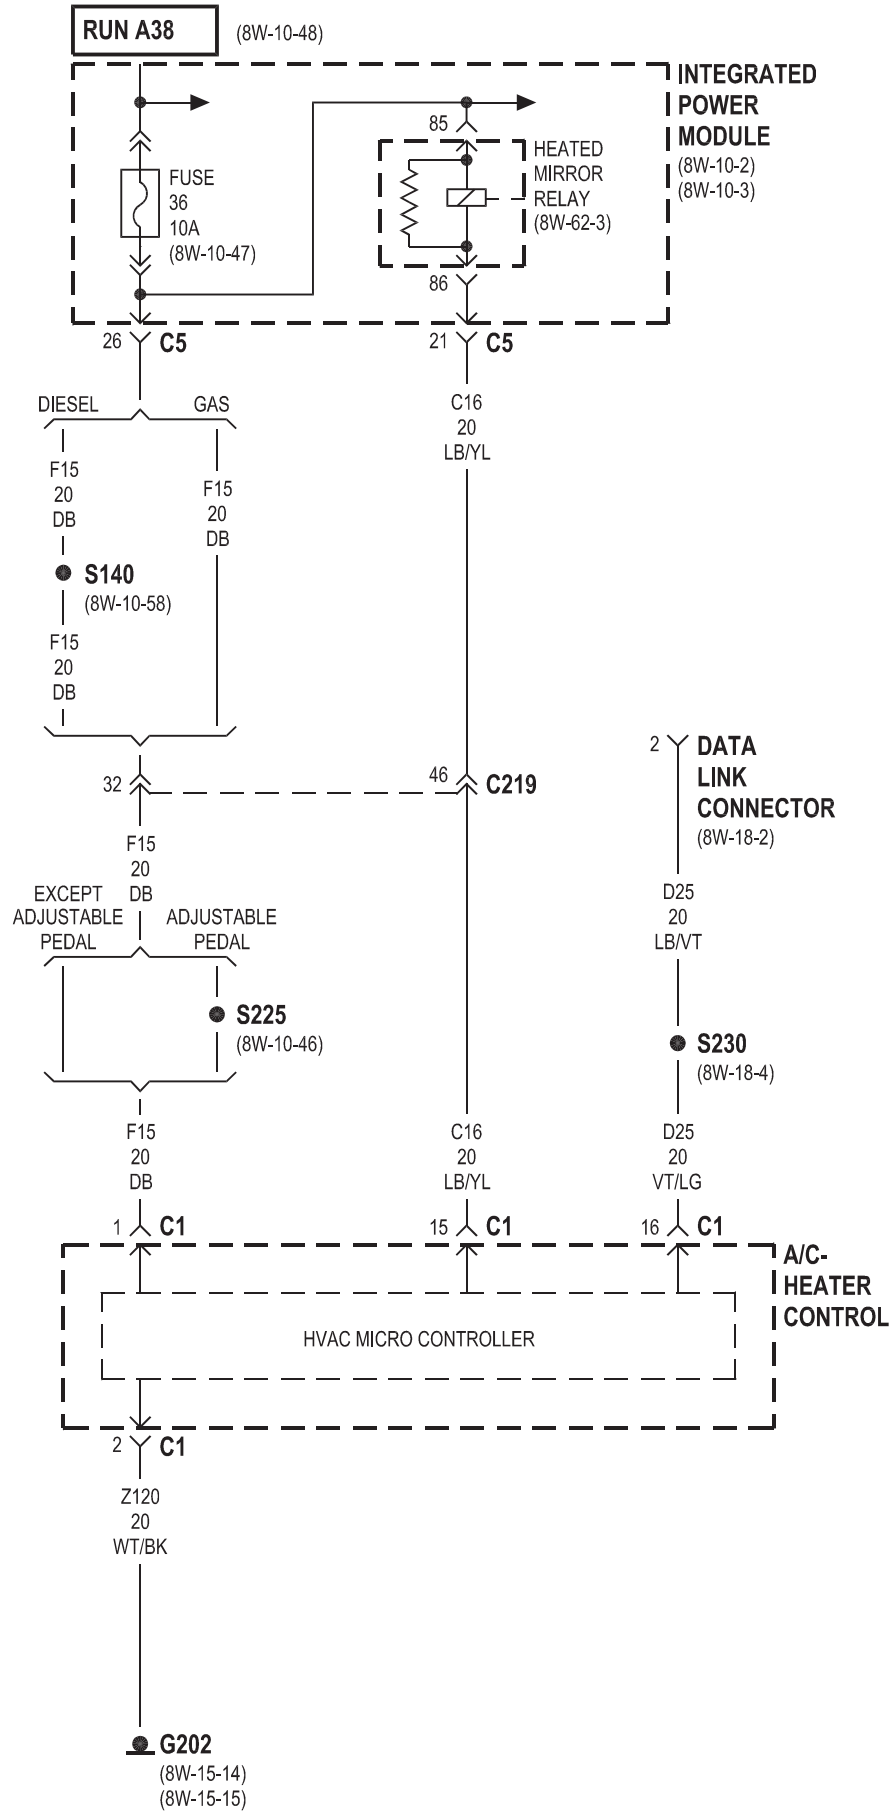 RUN A38
(8W-10-48)
INTEGRATED
POWER
MODULE
(8W-10-2)
(8W-10-3)
FUSE
36
10A
(8W-10-47)
85
HEATED
MIRROR
RELAY
(8W-62-3)
86
26
C5
21
C5
DIESEL
GAS
F15
20
DB
F15
20
DB
C16
20
LB/YL
S140
(8W-10-58)
F15
20
DB
32
46
C219
2
DATA
LINK
CONNECTOR
(8W-18-2)
F15
20
DB
EXCEPT
ADJUSTABLE
PEDAL
ADJUSTABLE
PEDAL
D25
20
LB/VT
S225
(8W-10-46)
S230
(8W-18-4)
F15
20
DB
C16
20
LB/YL
D25
20
VT/LG
1
C1
15
C1
16
C1
A/C-
HEATER
CONTROL
HVAC MICRO CONTROLLER
2
C1
Z120
20
WT/BK
G202
(8W-15-14)
(8W-15-15)